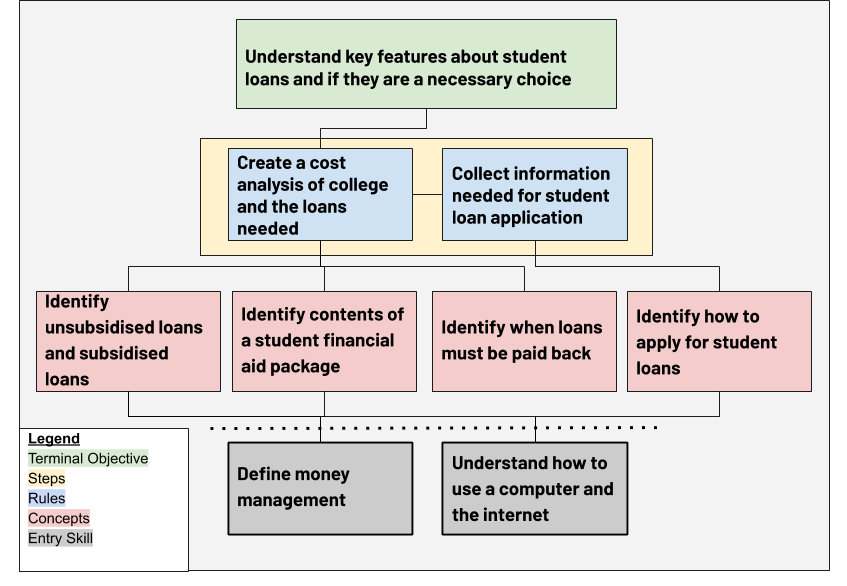 Understand key features about student
loans and if they are a necessary choice
Create a cost
analysis of college
and the loans
needed
Collect information
needed for student
loan application
Identify
unsubsidised loans
and subsidised
loans
Identify contents of
a student financial
aid package
Identify when loans
must be paid back
Identify how to
apply for student
loans
Legend
Terminal Objective
Steps
Rules
Concepts
Entry Skill
Define money
management
Understand how to
use a computer and
the internet